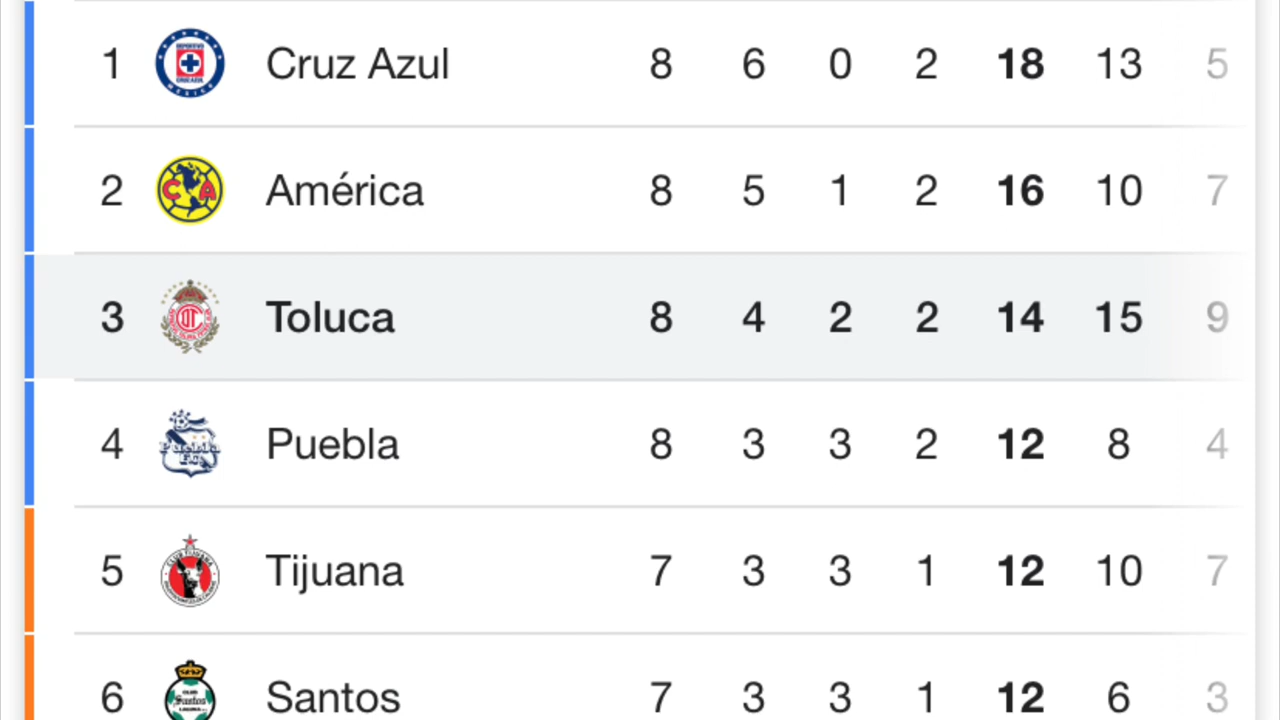 1 Cruz Azul 8 6 0 2 18 13 5
2 América 8 5 1 2 16 10 7
3 Toluca 8 4 2 2 14 15 9
4 Puebla 8 3 3 2 12 8 4
5 Tijuana 7 3 3 1 12 10 7
6 Santos 7 3 3 1 12 6 3